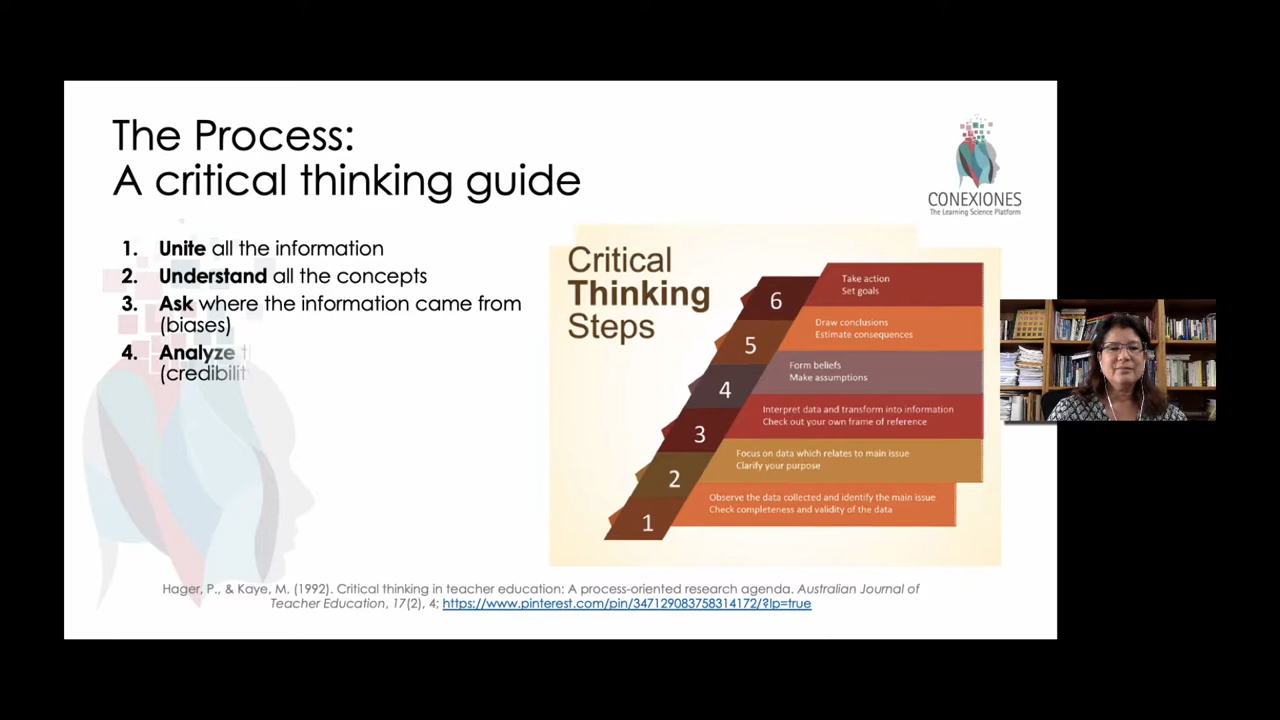 The Process:
A critical thinking guide
CONEXIONES
The Learning Science Platform
1. Unite all the information
2. Understand all the concepts
3. Ask where the information came from
(biases)
4. Analyze
(credibilit
Critical
Thinking
Steps
6
Take action
Set goals
5
Draw conclusions
Estimate consequences
4
Form beliefs
Make assumptions
3
Interpret data and transform into information
Check out your own frame of reference
2
Focus on data which relates to main issue
Clarify your purpose
1
Observe the data collected and identify the main issue
Check completeness and validity of the data
Hager, P., & Kaye, M. (1992). Critical thinking in teacher education: A process-oriented research agenda. Australian Journal of
Teacher Education, 17(2), 4; https://www.pinterest.com/pin/347129083758314172/?lp=true